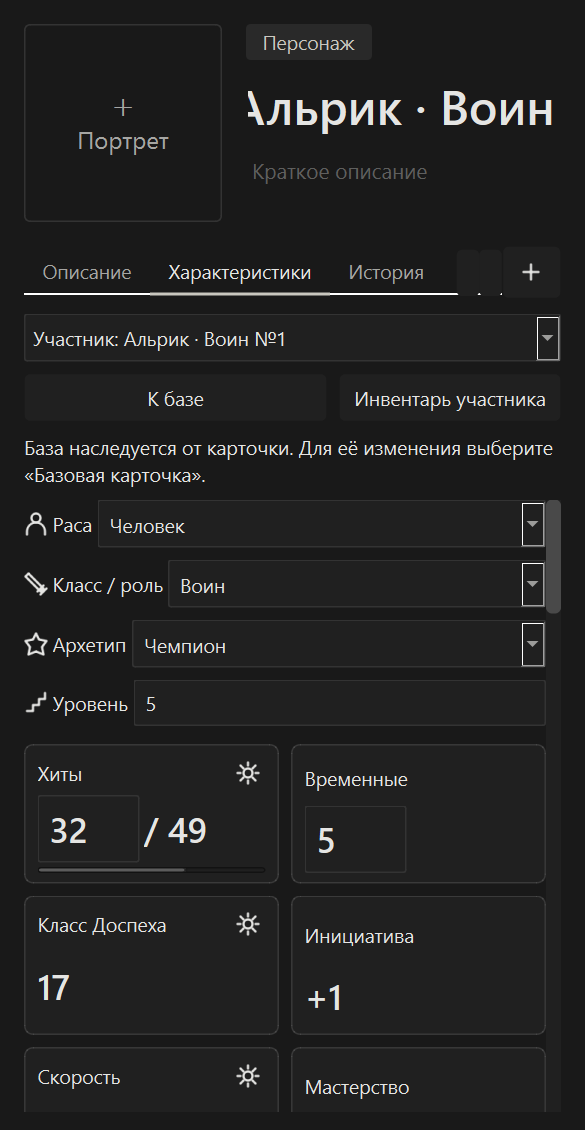 Персонаж
Альрик · Воин
+
Портрет
Краткое описание
Описание
Характеристики
История
+
Участник: Альрик · Воин №1
К базе
Инвентарь участника
База наследуется от карточки. Для её изменения выберите
«Базовая карточка».
Раса
Человек
Класс / роль
Воин
Архетип
Чемпион
Уровень
5
Хиты
32 / 49
Временные
5
Класс Доспеха
17
Инициатива
+1
Скорость
Мастерство